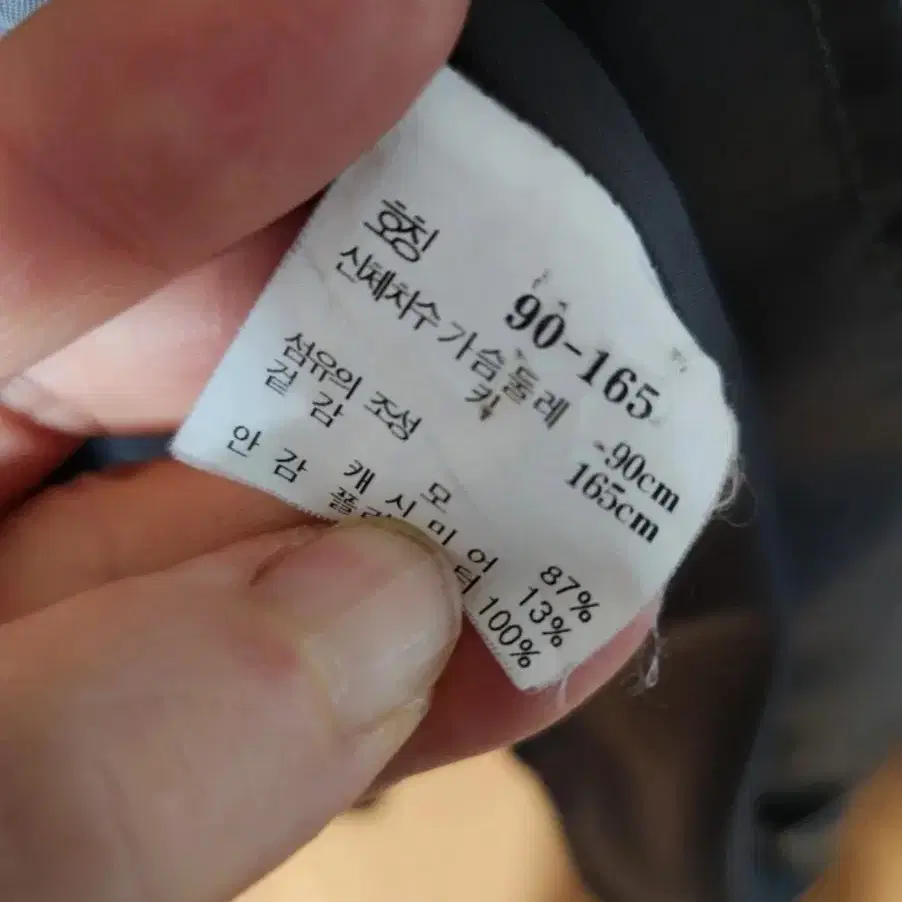 호칭 90-165
신체치수 가슴둘레 90cm
키 165cm
섬유의 조성
겉 감 모 87%
캐시미어 13%
안 감 100%